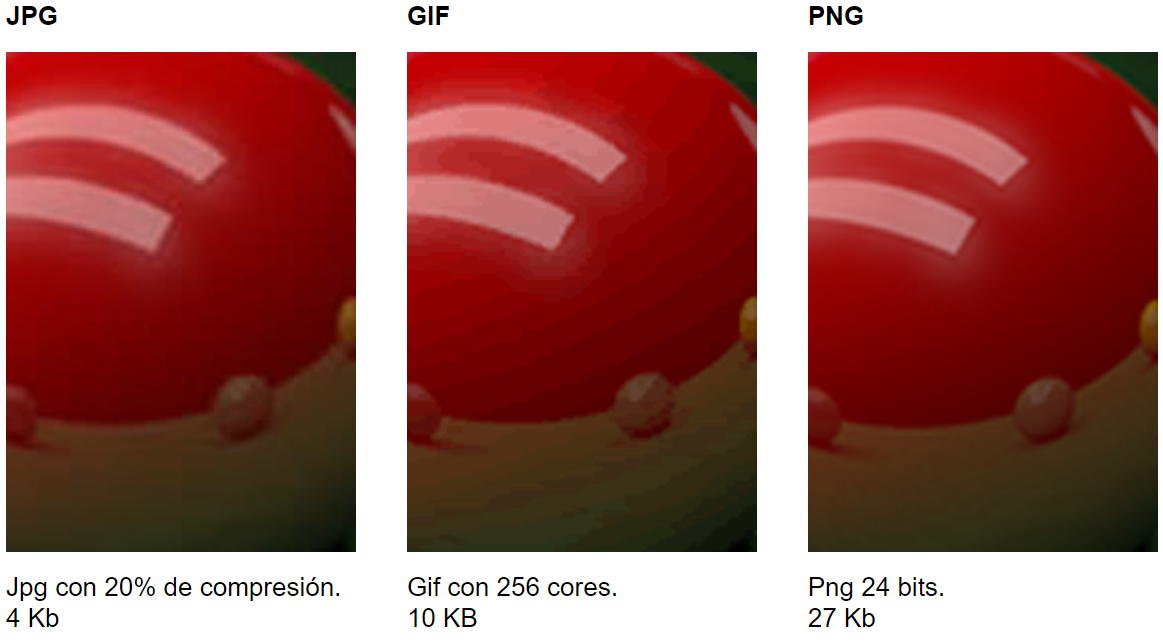 JPG
GIF
PNG
Jpg con 20% de compresión.
4 Kb
Gif con 256 cores.
10 KB
Png 24 bits.
27 Kb